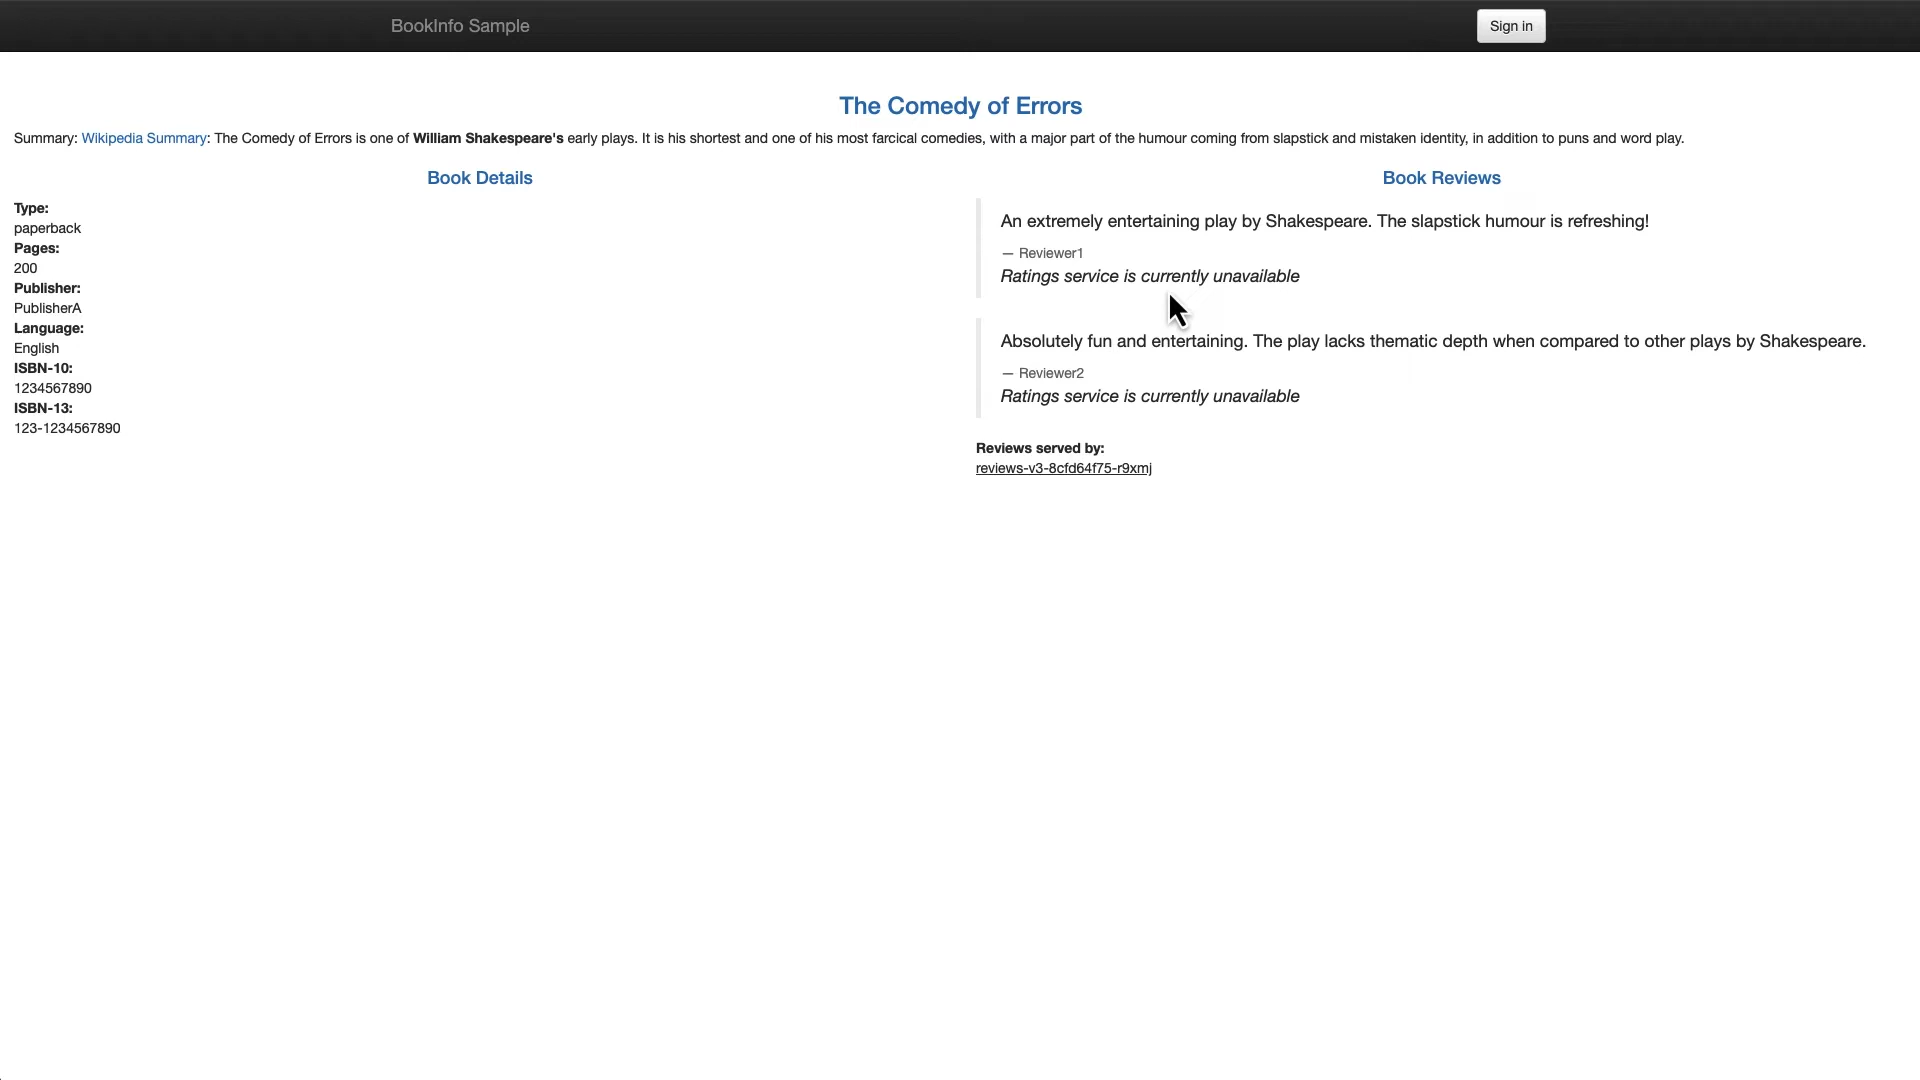 BookInfo Sample
Sign in
The Comedy of Errors
Summary: Wikipedia Summary: The Comedy of Errors is one of William Shakespeare's early plays. It is his shortest and one of his most farcical comedies, with a major part of the humour coming from slapstick and mistaken identity, in addition to puns and word play.
Book Details
Type:
paperback
Pages:
200
Publisher:
PublisherA
Language:
English
ISBN-10:
1234567890
ISBN-13:
123-1234567890
Book Reviews
An extremely entertaining play by Shakespeare. The slapstick humour is refreshing!
— Reviewer1
Ratings service is currently unavailable
Absolutely fun and entertaining. The play lacks thematic depth when compared to other plays by Shakespeare.
— Reviewer2
Ratings service is currently unavailable
Reviews served by:
reviews-v3-8cfd64f75-r9xmj